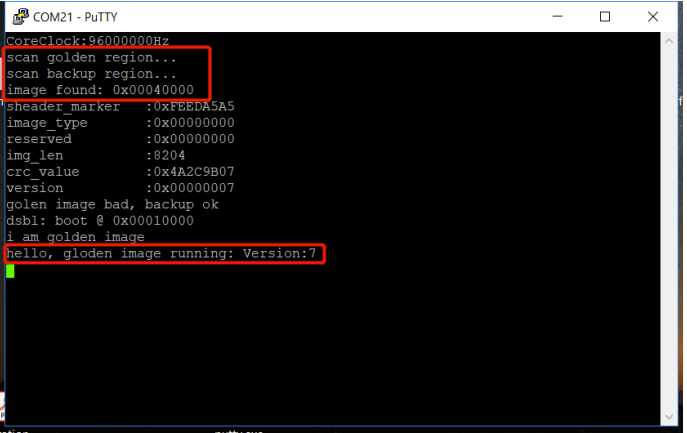 COM21 - PuTTY
CoreClock:96000000Hz
scan golden region...
scan backup region...
image found: 0x00040000
sheader_marker :0xFEEDA5A5
image_type :0x00000000
reserved :0x00000000
img_len :8204
crc_value :0x4A2C9B07
version :0x00000007
golen image bad, backup ok
dsbl: boot @ 0x00010000
i am golden image
hello, gloden image running: Version:7